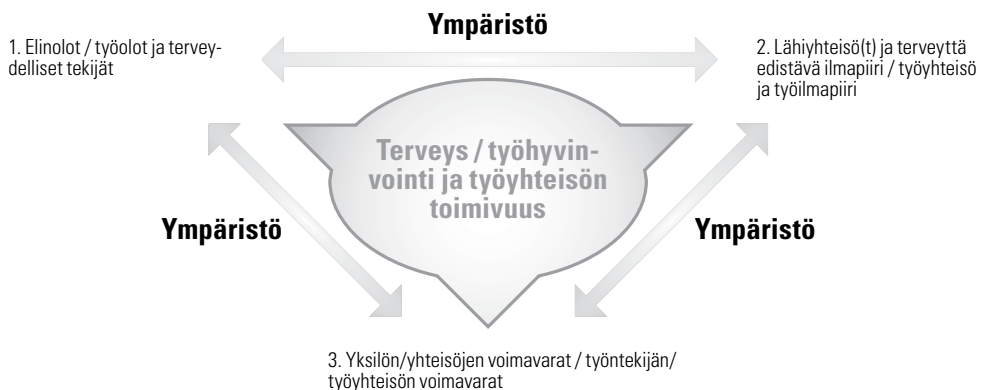 Ympäristö
1. Elinolot / työolot ja tervey-
delliset tekijät
2. Lähiyhteisö(t) ja terveyttä
edistävä ilmapiiri / työyhteisö
ja työilmapiiri
Terveys / työhyvin-
vointi ja työyhteisön
toimivuus
Ympäristö
Ympäristö
3. Yksilön/yhteisöjen voimavarat / työntekijän/
työyhteisön voimavarat